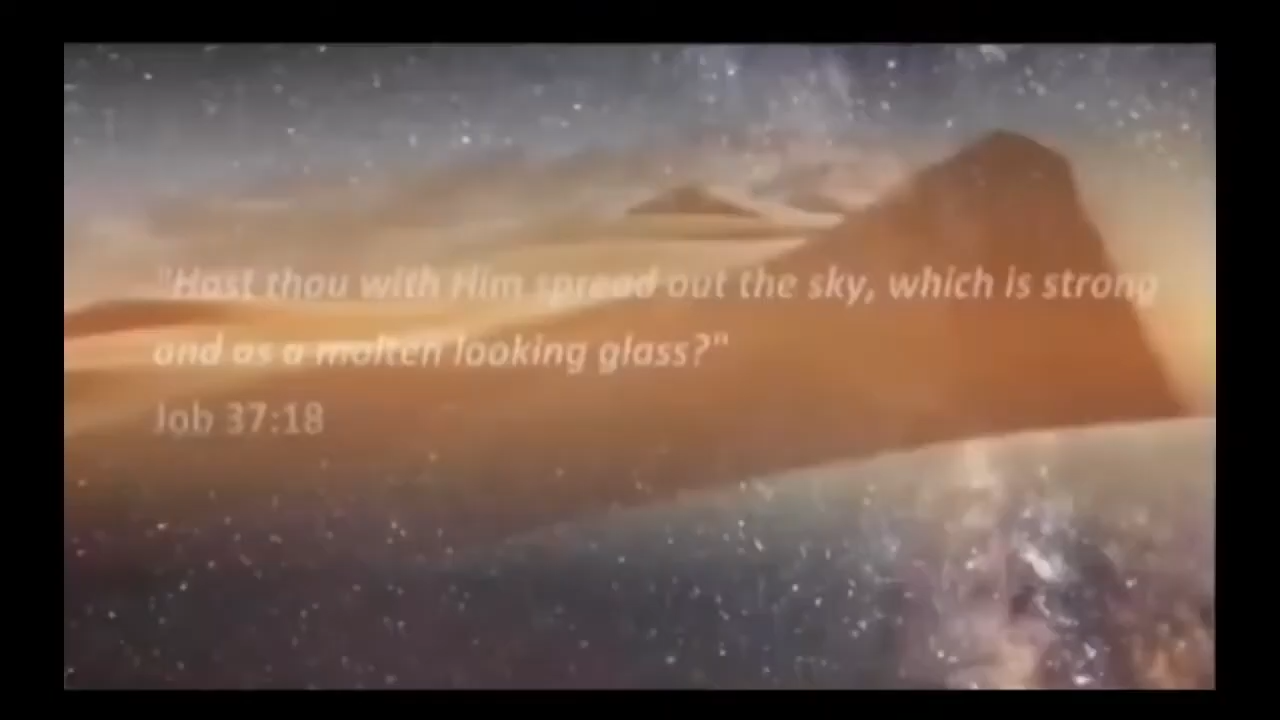 "Hast thou with Him spread out the sky, which is strong
and as a molten looking glass?"
Job 37:18